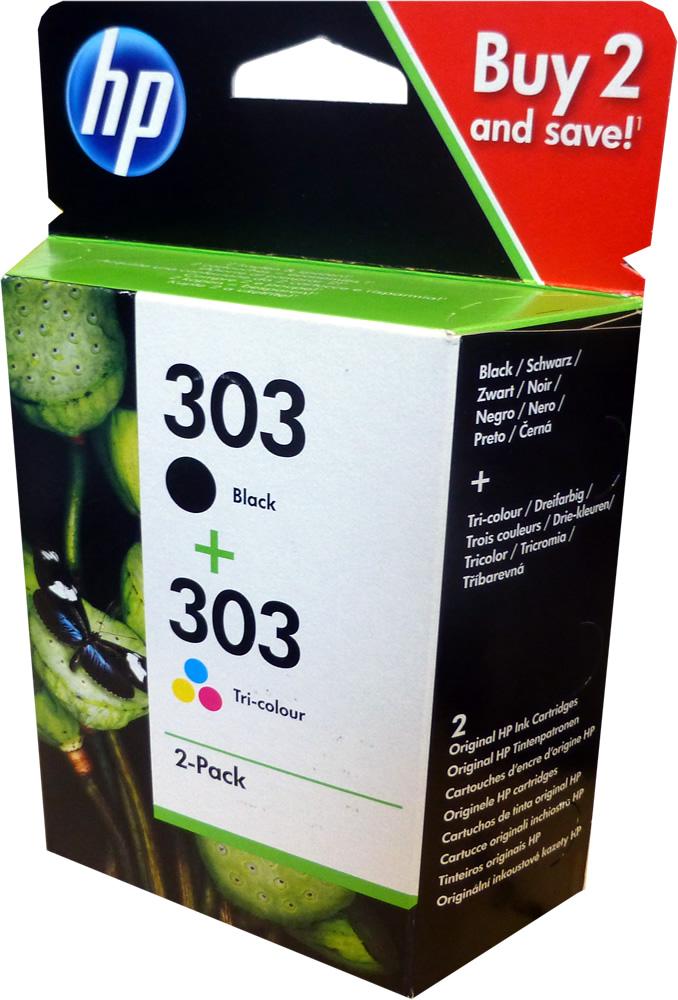 hp
Buy 2
and save!¹
303
Black
+
303
Tri-colour
2-Pack
Black / Schwarz /
Zwart / Noir /
Negro / Nero /
Preto / Černá
+
Tri-colour / Dreifarbig /
Trois couleurs / Drie-kleuren/
Tricolor / Tricromia /
Tříbarevná
2
Original HP Ink Cartridges
Original HP Tintenpatronen
Cartouches d'encre d'origine HP
Originele HP cartridges
Cartuchos de tinta original HP
Cartucce originali inchiostro HP
Tinteiros originais HP
Originální inkoustové kazety HP